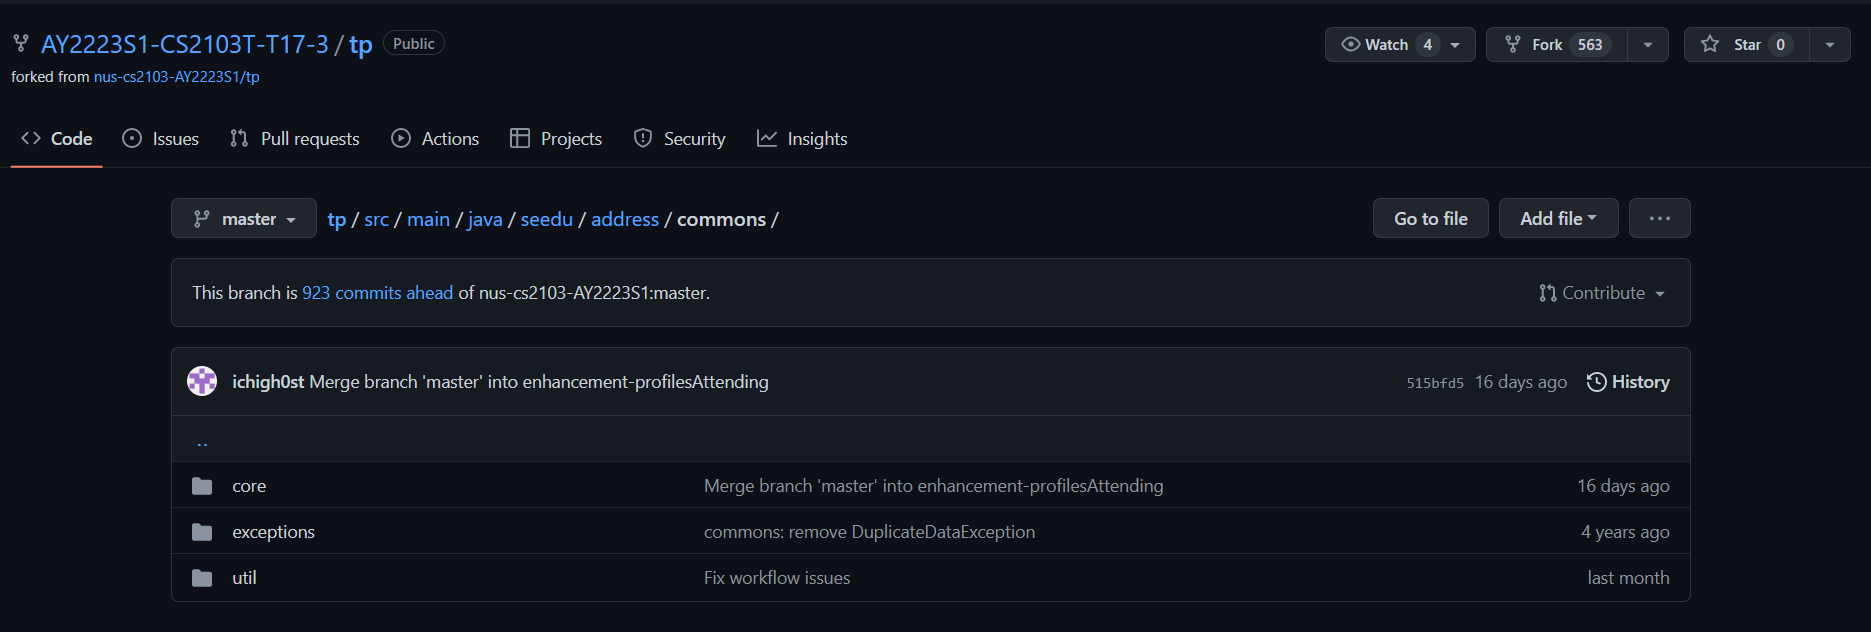 AY2223S1-CS2103T-T17-3 / tp Public Watch 4 Fork 563 Star 0
forked from nus-cs2103-AY2223S1/tp
Code Issues Pull requests Actions Projects Security Insights
master tp / src / main / java / seedu / address / commons / Go to file Add file ...
This branch is 923 commits ahead of nus-cs2103-AY2223S1:master. Contribute
ichigh0st Merge branch 'master' into enhancement-profilesAttending 515bfd5 16 days ago History
..
core Merge branch 'master' into enhancement-profilesAttending 16 days ago
exceptions commons: remove DuplicateDataException 4 years ago
util Fix workflow issues last month